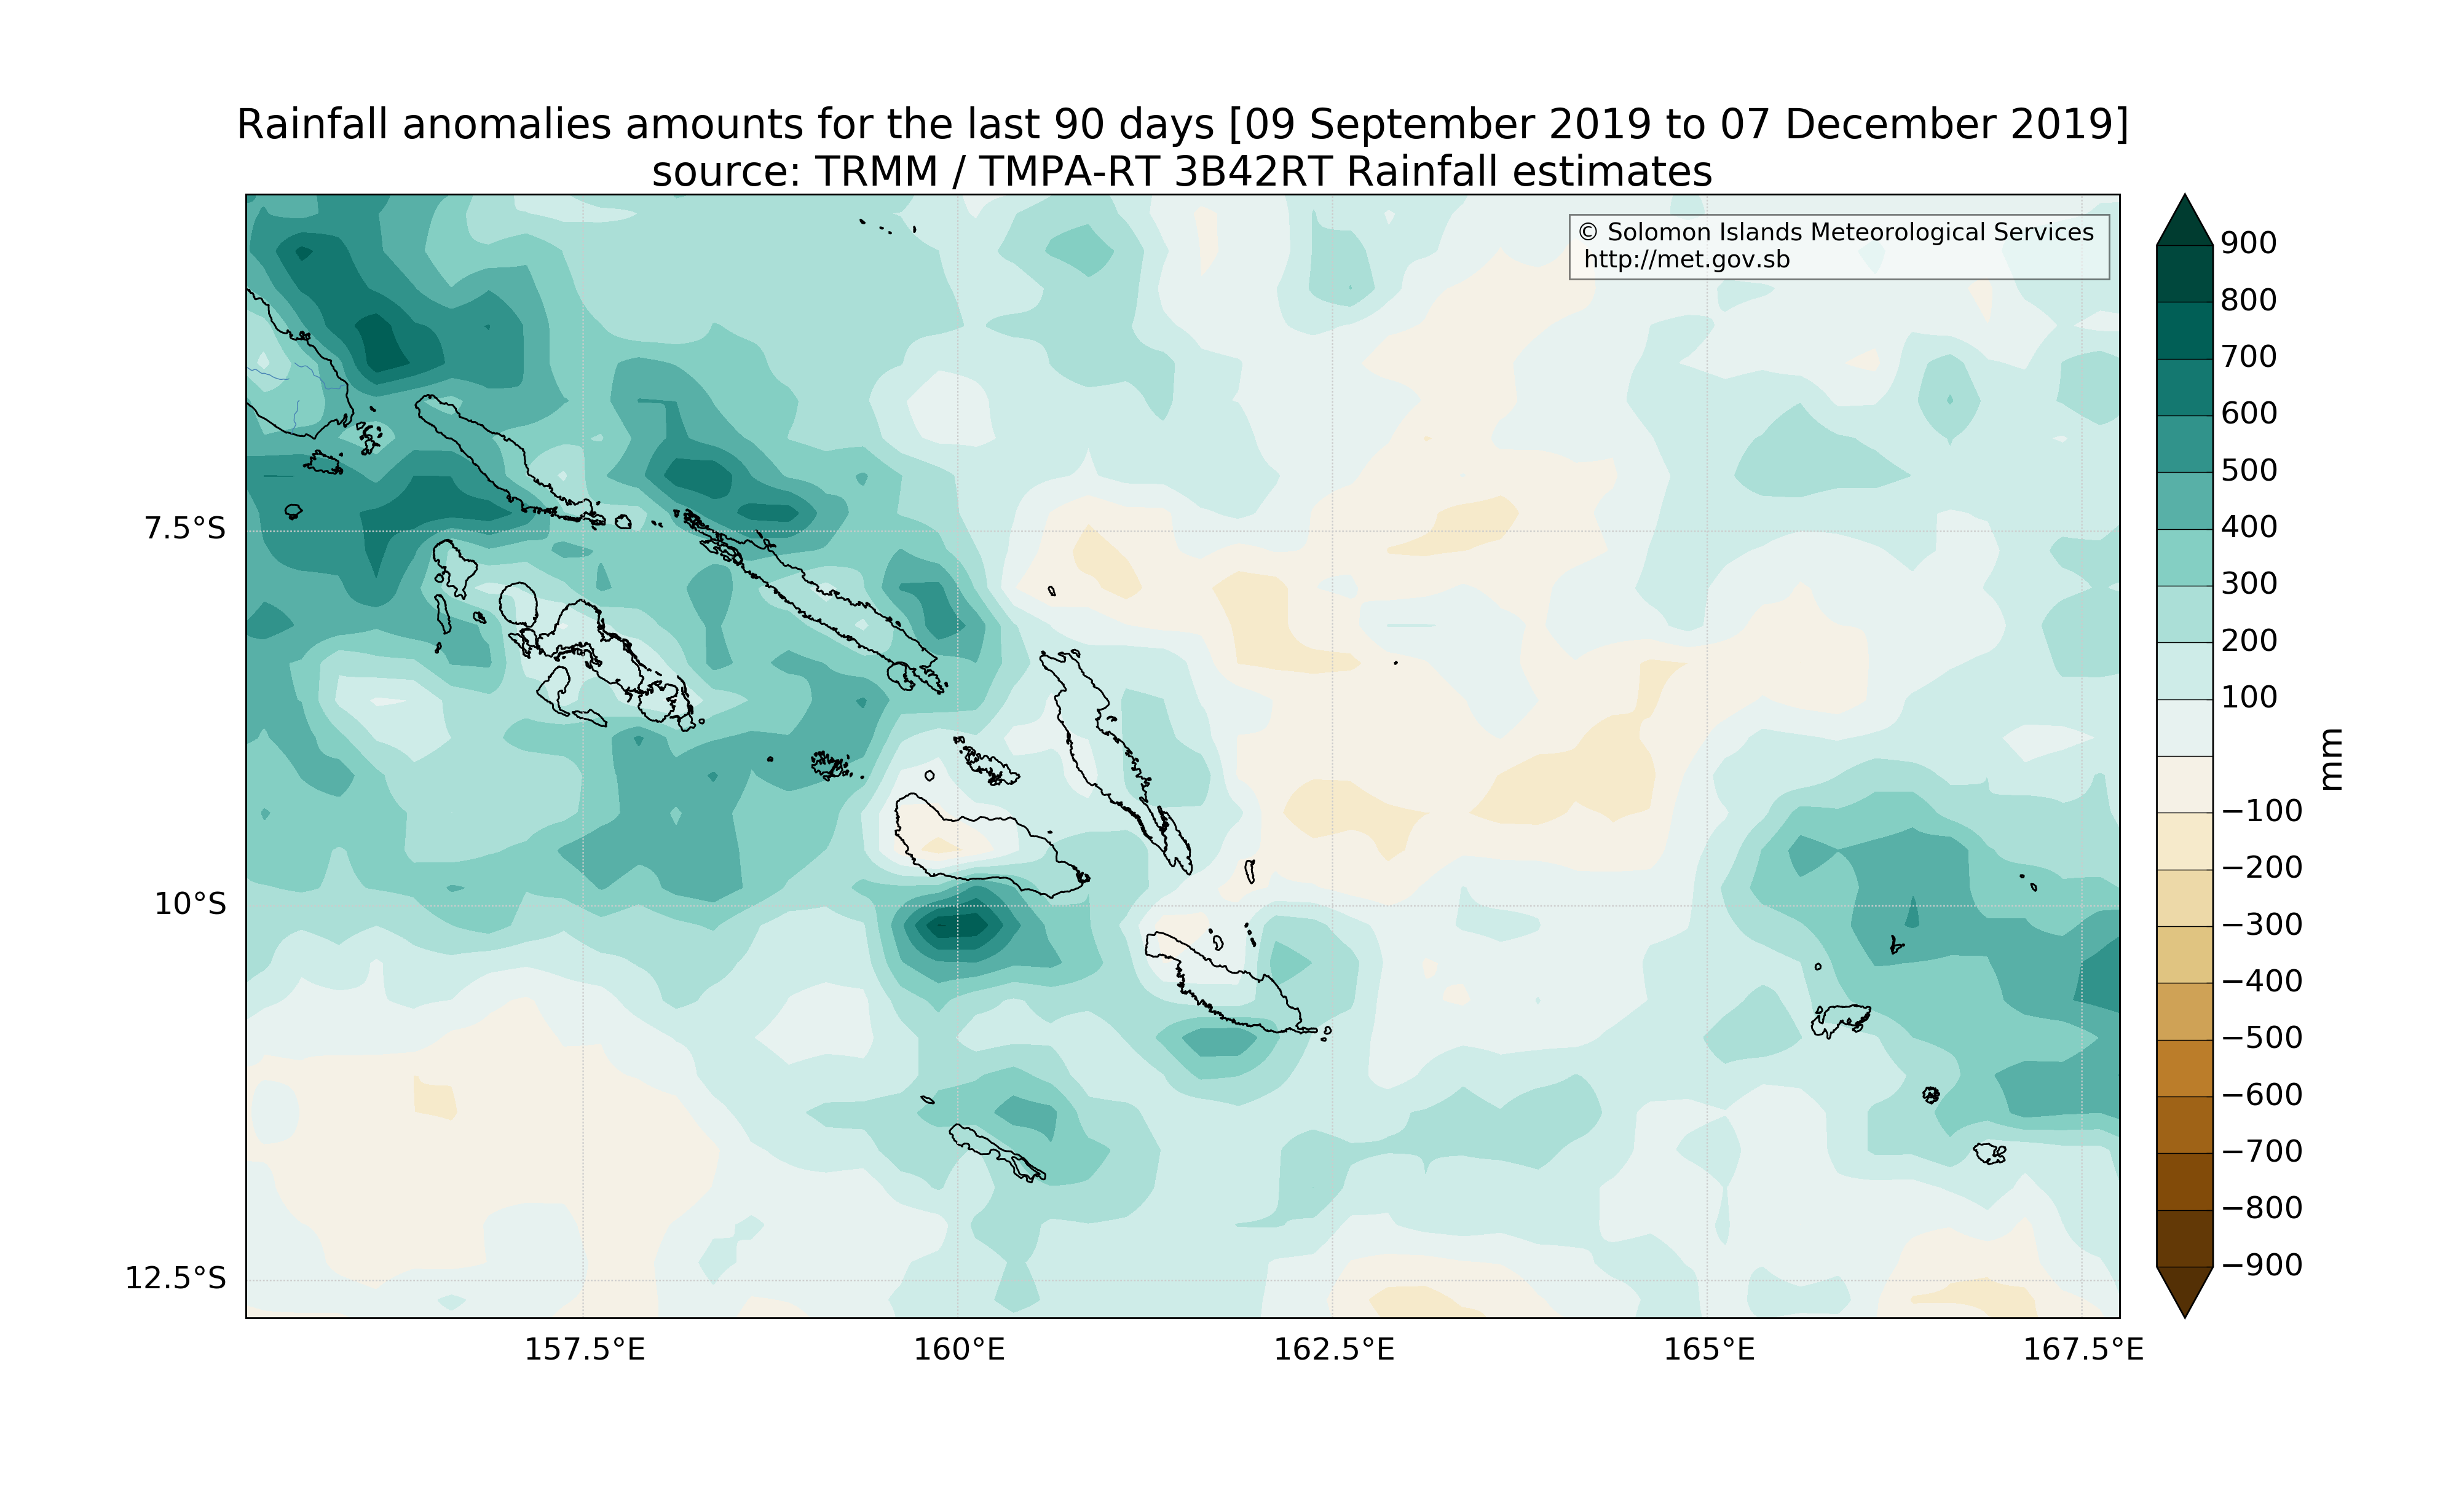 Rainfall anomalies amounts for the last 90 days [09 September 2019 to 07 December 2019]
source: TRMM / TMPA-RT 3B42RT Rainfall estimates
© Solomon Islands Meteorological Services
http://met.gov.sb
7.5°S
10°S
12.5°S
157.5°E
160°E
162.5°E
165°E
167.5°E
900
800
700
600
500
400
300
200
100
−100
−200
−300
−400
−500
−600
−700
−800
−900
mm